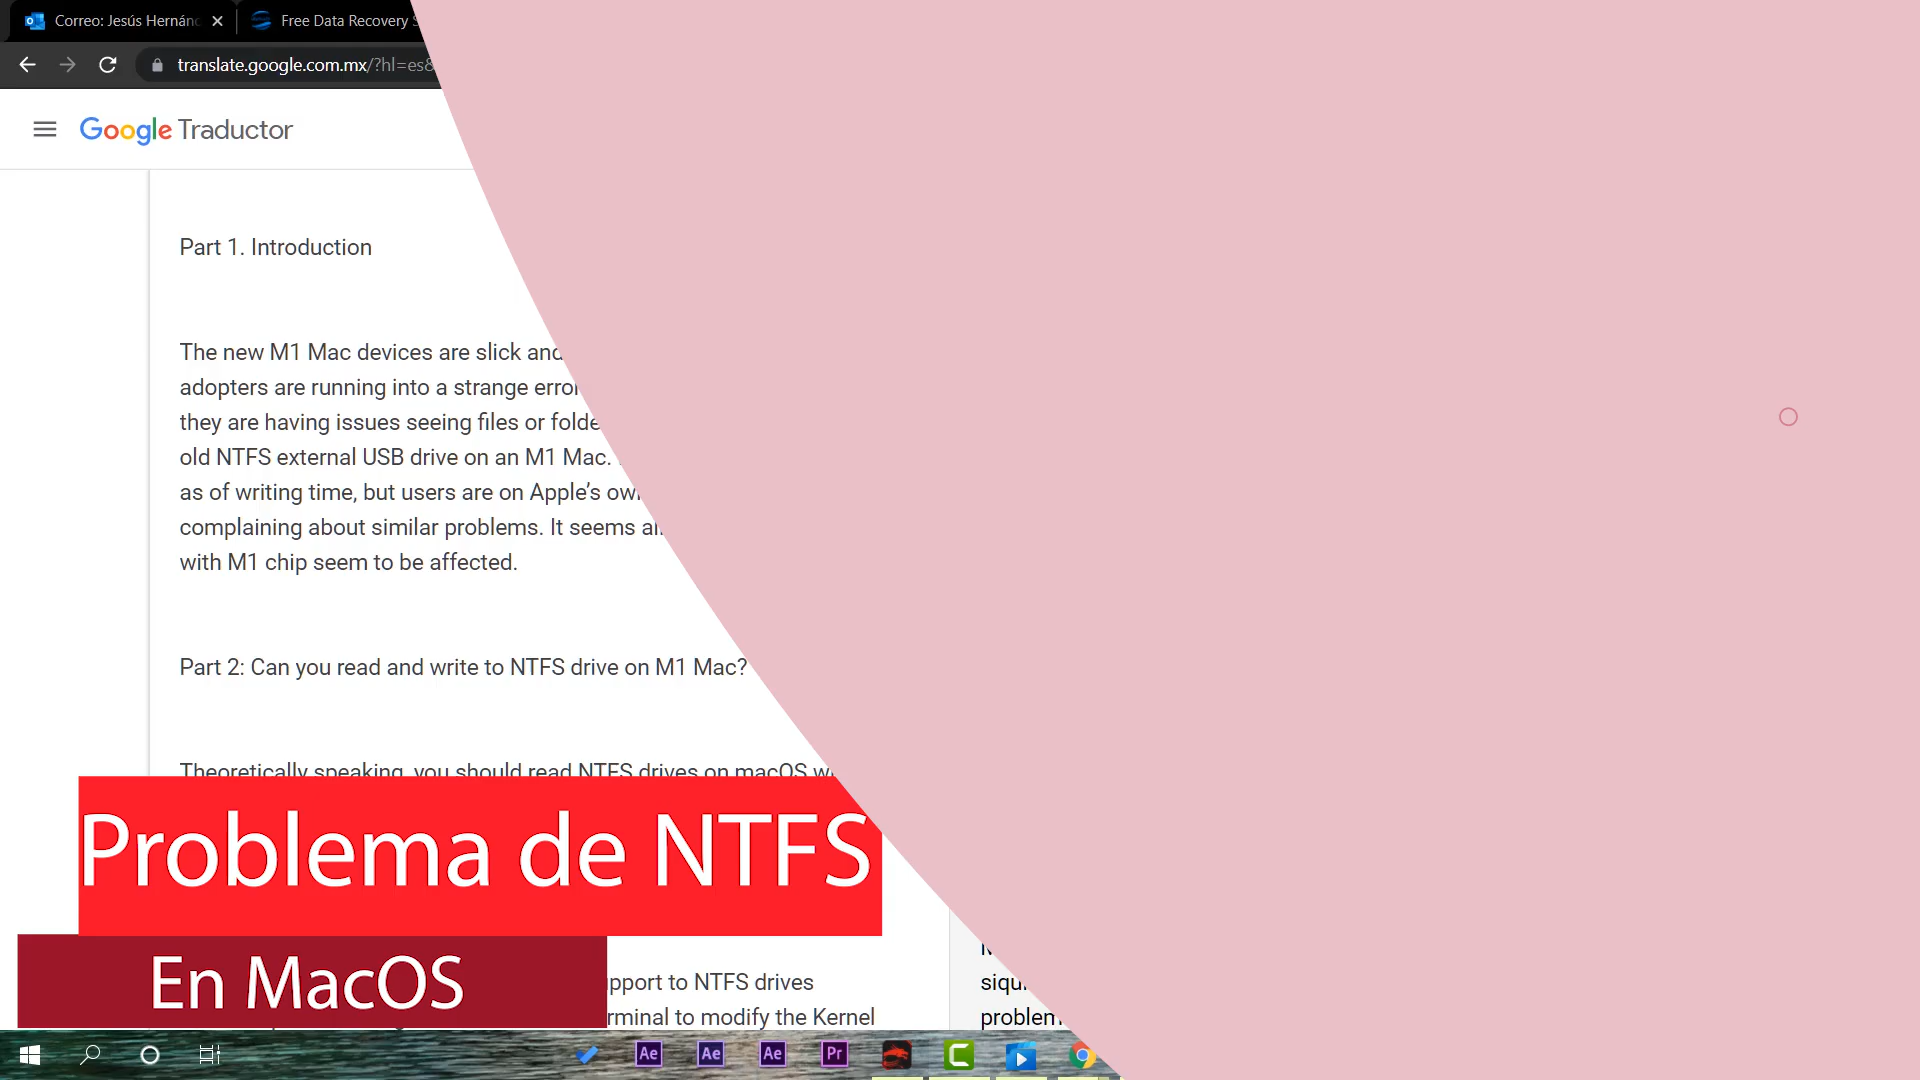 Correo: Jesús Hernán
Free Data Recovery
translate.google.com.mx/?hl=es
Google Traductor
Part 1. Introduction
The new M1 Mac devices are slick and
adopters are running into a strange error
they are having issues seeing files or folde
old NTFS external USB drive on an M1 Mac.
as of writing time, but users are on Apple’s ow
complaining about similar problems. It seems
with M1 chip seem to be affected.
Part 2: Can you read and write to NTFS drive on M1 Mac?
Theoretically speaking, you should read NTFS drives on macOS
Problema de NTFS
En MacOS
pport to NTFS drives
rminal to modify the Kernel
siqu
problem
Ae
Ae
Ae
Pr